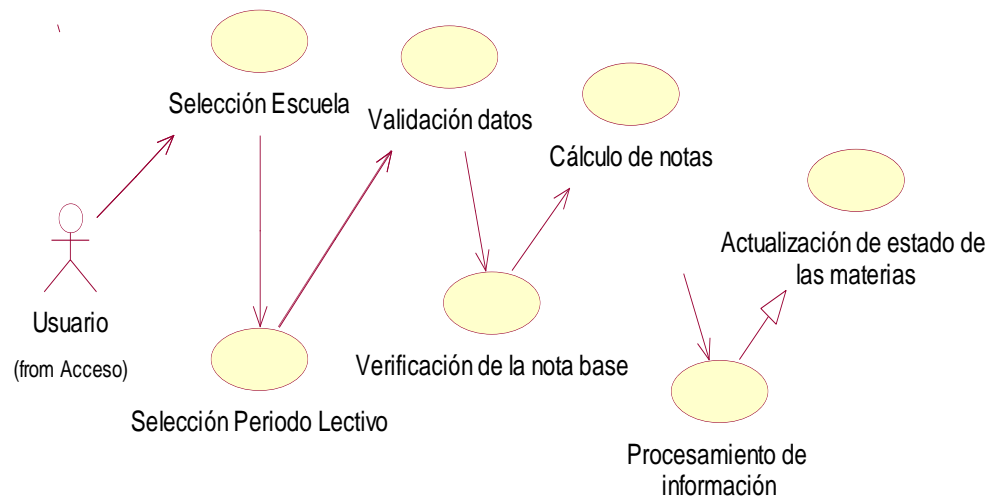 Selección Escuela
Validación datos
Cálculo de notas
Actualización de estado de
las materias
Usuario
(from Acceso)
Verificación de la nota base
Selección Periodo Lectivo
Procesamiento de
información